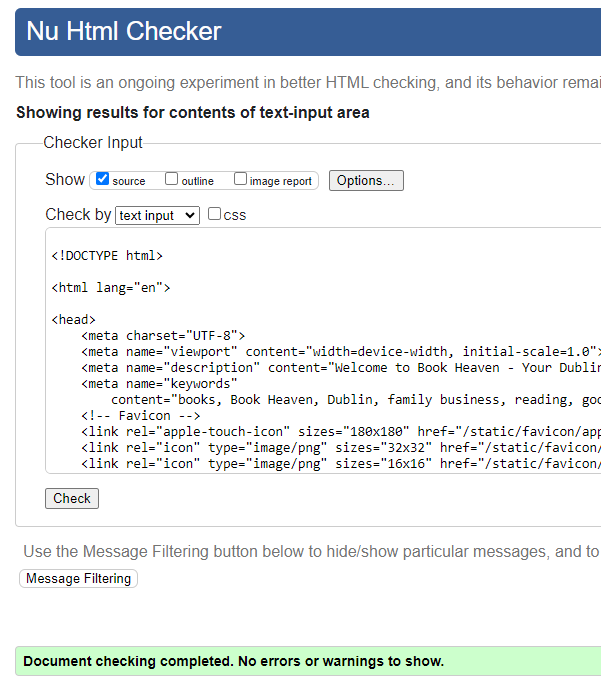 Nu Html Checker
This tool is an ongoing experiment in better HTML checking, and its behavior remai
Showing results for contents of text-input area
Checker Input
Show source outline image report Options...
Check by text input css
<!DOCTYPE html>
<html lang="en">
<head>
<meta charset="UTF-8">
<meta name="viewport" content="width=device-width, initial-scale=1.0">
<meta name="description" content="Welcome to Book Heaven - Your Dublin
<meta name="keywords"
content="books, Book Heaven, Dublin, family business, reading, goo
<!-- Favicon -->
<link rel="apple-touch-icon" sizes="180x180" href="/static/favicon/app
<link rel="icon" type="image/png" sizes="32x32" href="/static/favicon/
<link rel="icon" type="image/png" sizes="16x16" href="/static/favicon/
Check
Use the Message Filtering button below to hide/show particular messages, and to
Message Filtering
Document checking completed. No errors or warnings to show.